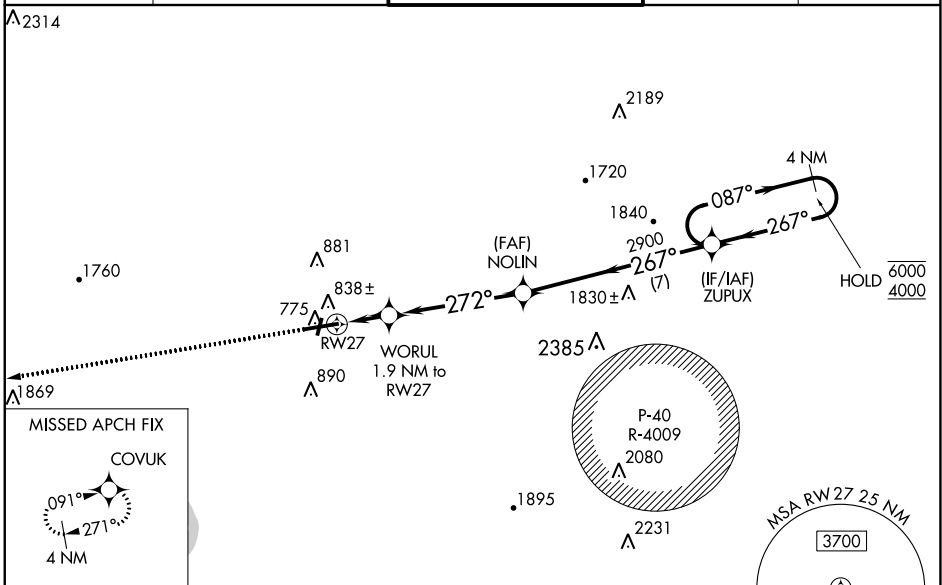 2314
2189
4 NM
1720
087°
1840
267°
(FAF)
NOLIN
2900
267°
(7)
(IF/IAF)
ZUPUX
HOLD 6000
4000
881
1760
838±
272°
1830±
775
RW27
WORUL
1.9 NM to
RW27
2385
1869
890
MISSED APCH FIX
COVUK
091°
271°
4 NM
P-40
R-4009
2080
1895
2231
MSA RW 27 25 NM
3700